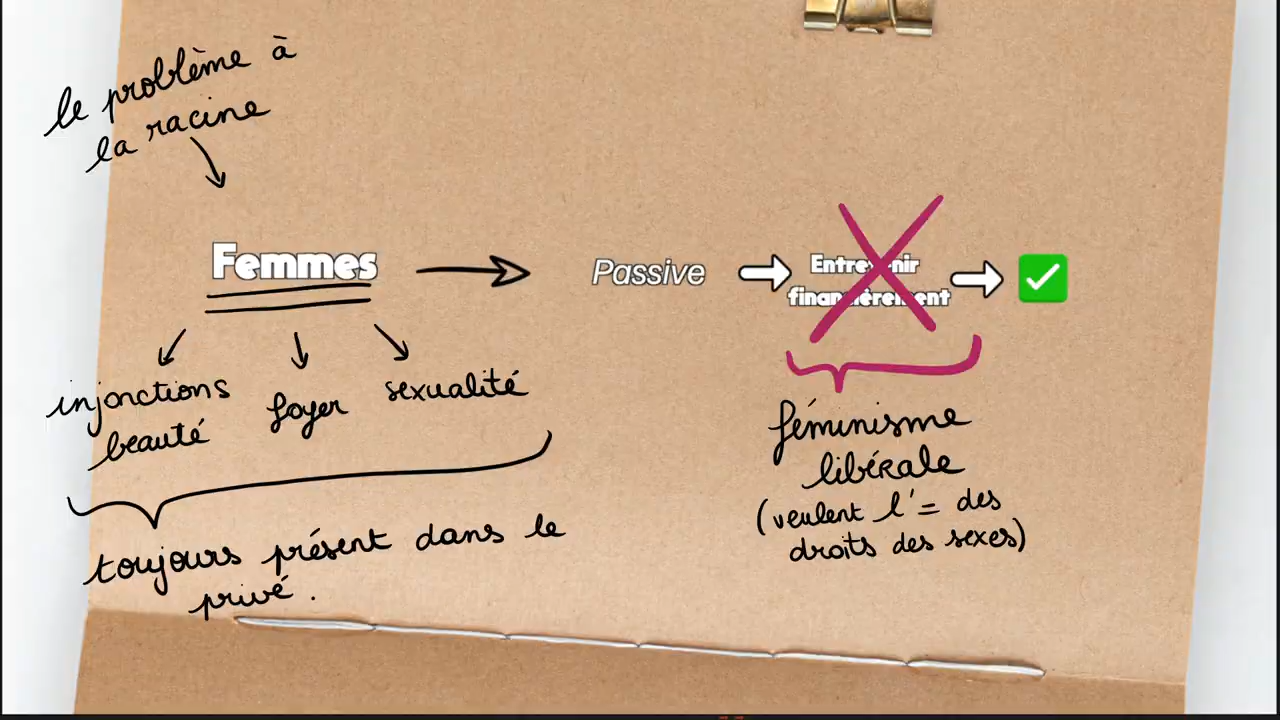 le problème à
la racine
Femmes
Passive
Entretenir
financièrement
injonctions
beauté
foyer
sexualité
toujours présent dans le
privé.
féminisme
libérale
(veulent l'= des
droits des sexes)